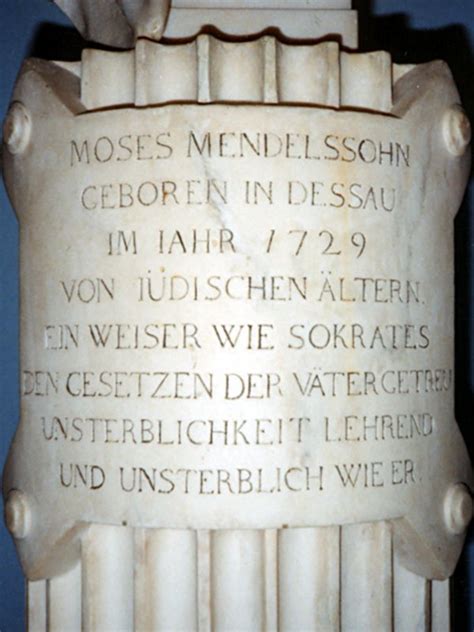 MOSES MENDELSSOHN
GEBOREN IN DESSAU
IM IAHR 1729
VON IÜDISCHEN ÄLTERN.
EIN WEISER WIE SOKRATES
DEN GESETZEN DER VÄTER GETREU
UNSTERBLICHKEIT LEHREND
UND UNSTERBLICH WIE ER.